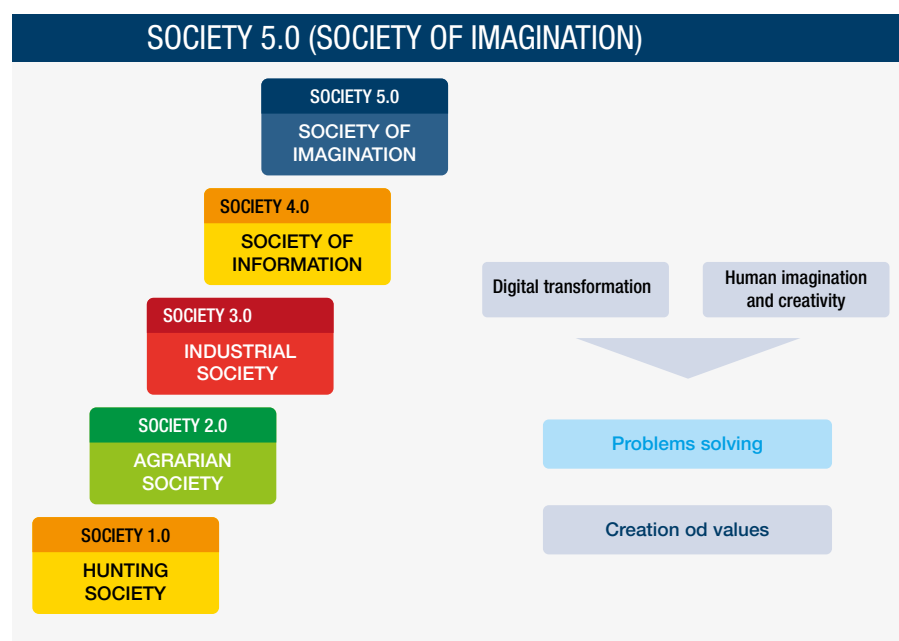 SOCIETY 5.0 (SOCIETY OF IMAGINATION)
SOCIETY 5.0
SOCIETY OF
IMAGINATION
SOCIETY 4.0
SOCIETY OF
INFORMATION
SOCIETY 3.0
INDUSTRIAL
SOCIETY
SOCIETY 2.0
AGRARIAN
SOCIETY
SOCIETY 1.0
HUNTING
SOCIETY
Digital transformation
Human imagination
and creativity
Problems solving
Creation od values